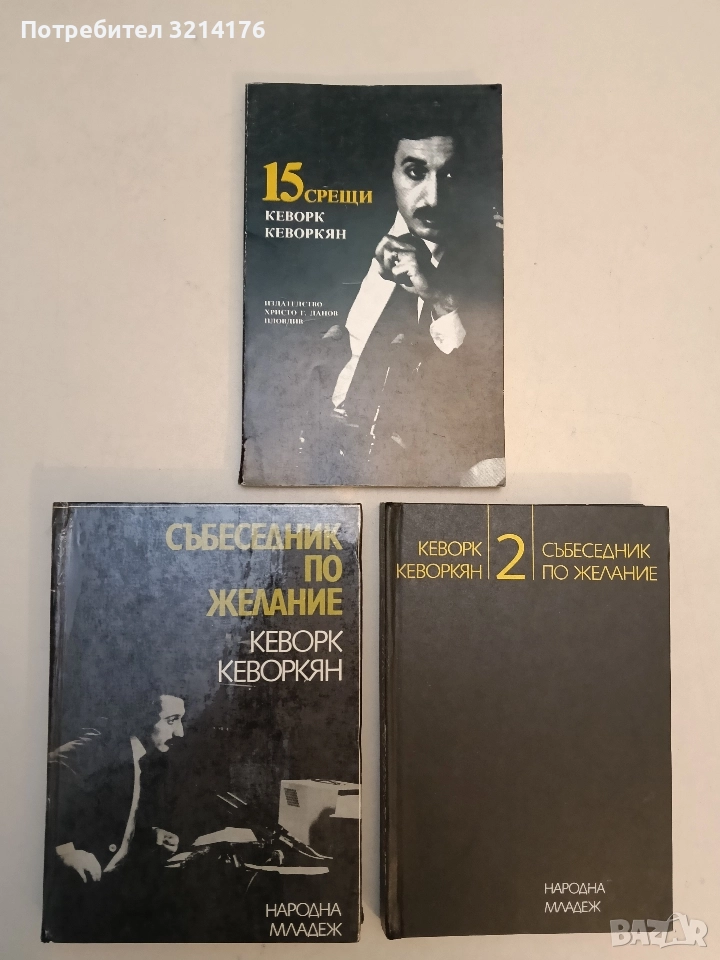 Потребител 3214176
15 СРЕЩИ
КЕВОРК
КЕВОРКЯН
ИЗДАТЕЛСТВО
ХРИСТО Г. ДАНОВ
ПЛОВДИВ
СЪБЕСЕДНИК
ПО
ЖЕЛАНИЕ
КЕВОРК
КЕВОРКЯН
НАРОДНА
МЛАДЕЖ
КЕВОРК
КЕВОРКЯН
2
СЪБЕСЕДНИК
ПО ЖЕЛАНИЕ
НАРОДНА
МЛАДЕЖ
BAZAR